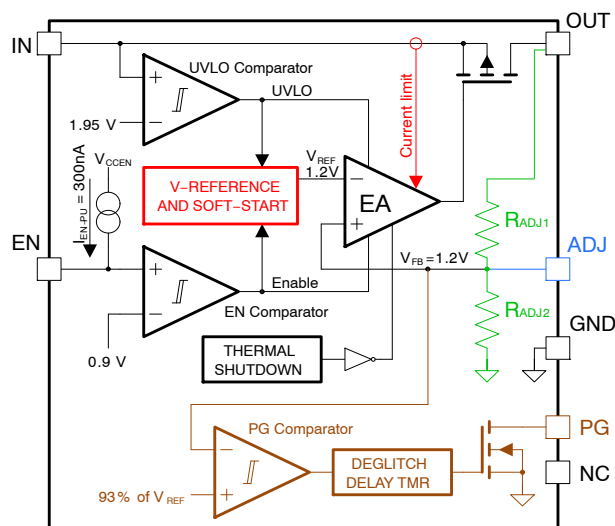 IN
OUT
UVLO Comparator
UVLO
1.95 V
Current limit
VCCEN
IEN-PU = 300nA
VREF
1.2V
V−REFERENCE
AND SOFT−START
EA
RADJ1
EN
ADJ
VFB=1.2V
Enable
EN Comparator
0.9 V
RADJ2
GND
THERMAL
SHUTDOWN
PG Comparator
PG
DEGLITCH
DELAY TMR
NC
93% of VREF